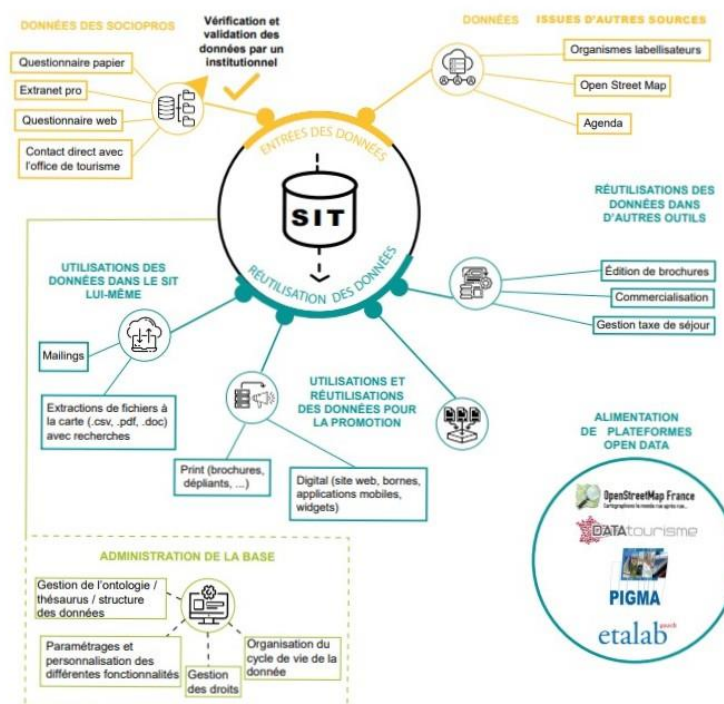 DONNÉES DES SOCIOPROS
Questionnaire papier
Extranet pro
Questionnaire web
Contact direct avec
l'office de tourisme
Vérification et
validation des
données par un
institutionnel
DONNÉES ISSUES D'AUTRES SOURCES
Organismes labellisateurs
Open Street Map
Agenda
ENTRÉES DES DONNÉES
SIT
RÉUTILISATION DES DONNÉES
RÉUTILISATIONS DES
DONNÉES DANS
D'AUTRES OUTILS
Édition de brochures
Commercialisation
Gestion taxe de séjour
UTILISATIONS DES
DONNÉES DANS LE SIT
LUI-MÊME
Mailings
Extractions de fichiers à
la carte (.csv, .pdf, .doc)
avec recherches
UTILISATIONS ET
RÉUTILISATIONS
DES DONNÉES POUR
LA PROMOTION
Print (brochures,
dépliants, ...)
Digital (site web, bornes,
applications mobiles,
widgets)
ALIMENTATION
DE PLATEFORMES
OPEN DATA
OpenStreetMap France
Cartographions le monde rue après rue...
DATAtourisme
PIGMA
etalab
ADMINISTRATION DE LA BASE
Gestion de l'ontologie /
thésaurus / structure
des données
Paramétrages et
personnalisation des
différentes fonctionnalités
Gestion
des droits
Organisation du
cycle de vie de la
donnée